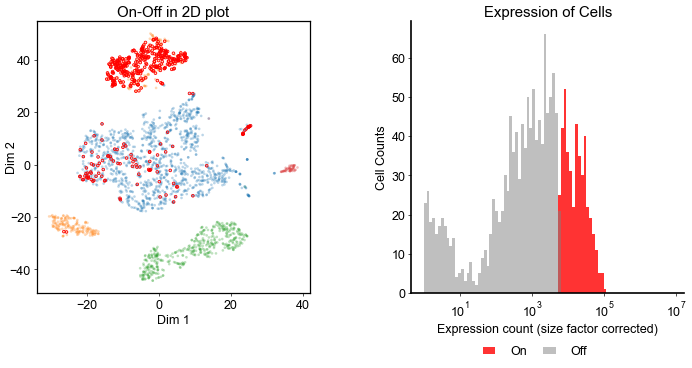 On-Off in 2D plot
40
20
0
−20
−40
Dim 2
−20
0
20
40
Dim 1
Expression of Cells
60
50
40
30
20
10
0
Cell Counts
10^1
10^3
10^5
10^7
Expression count (size factor corrected)
On
Off